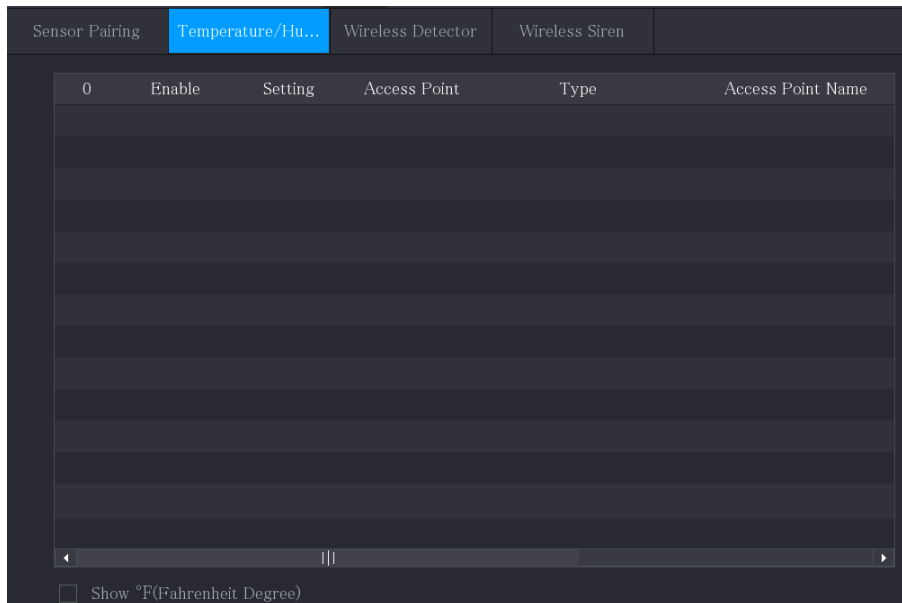 Sensor Pairing Temperature/Hu... Wireless Detector Wireless Siren
0 Enable Setting Access Point Type Access Point Name
Show °F(Fahrenheit Degree)